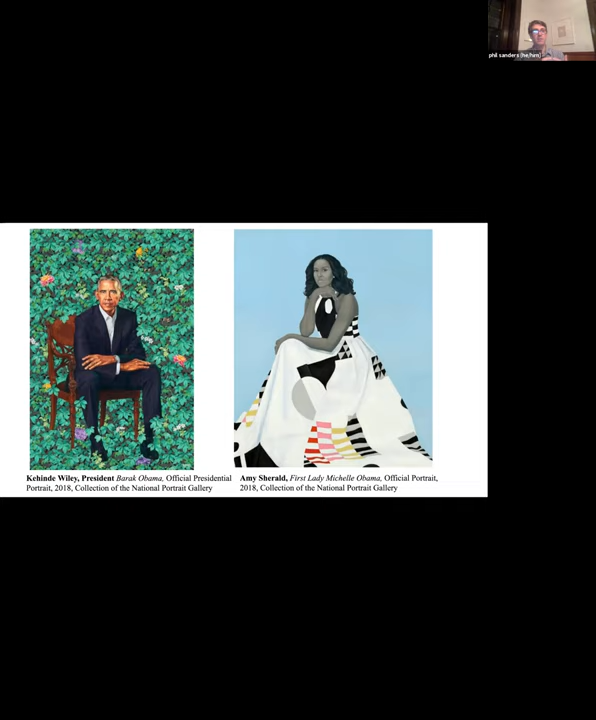 phil sanders (he/him)
Kehinde Wiley, President Barak Obama, Official Presidential
Portrait, 2018, Collection of the National Portrait Gallery
Amy Sherald, First Lady Michelle Obama, Official Portrait,
2018, Collection of the National Portrait Gallery